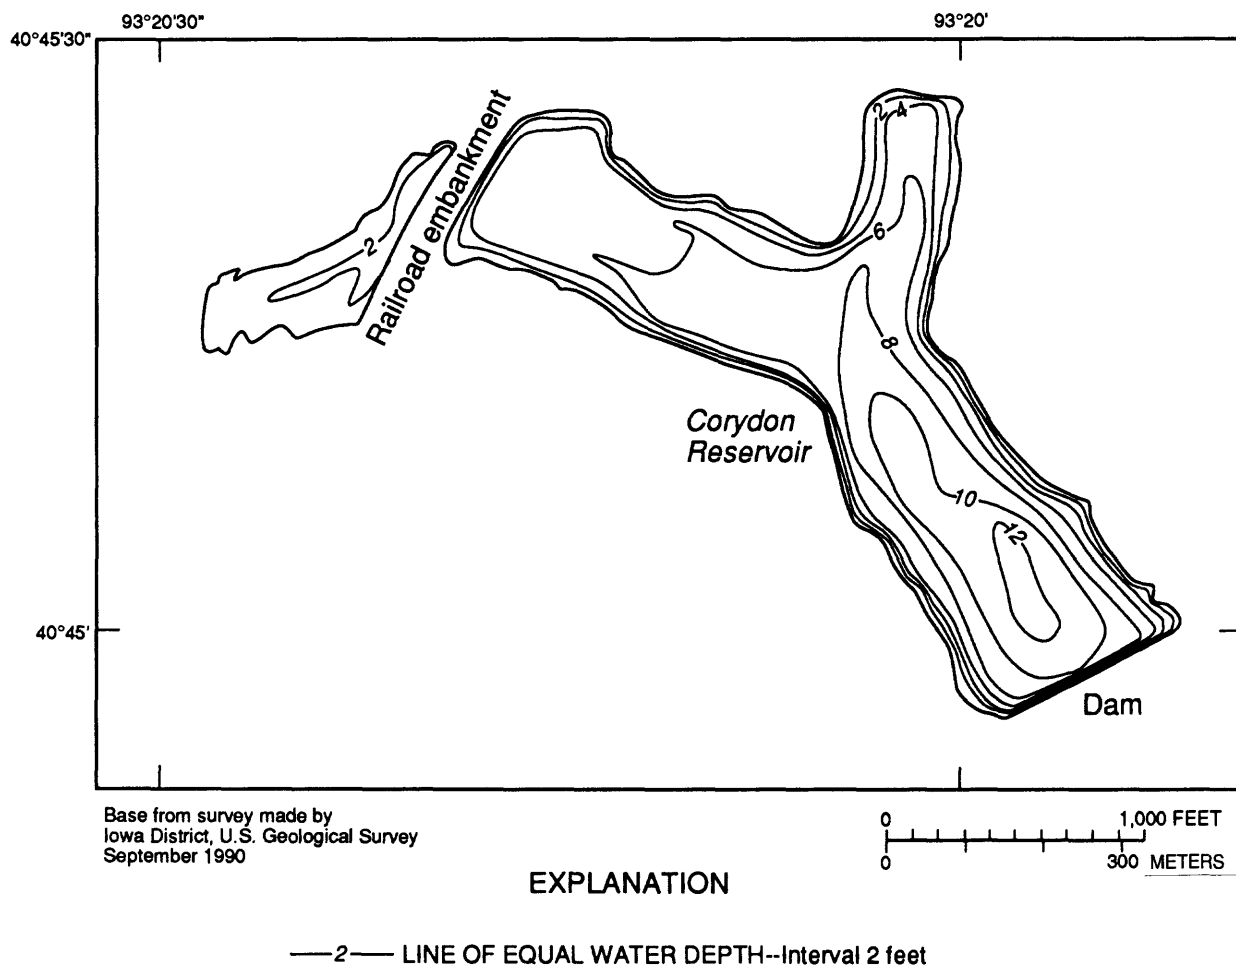 93°20'30" 93°20'
40°45'30"
2 4
Railroad embankment
2
6
8
Corydon
Reservoir
10
12
40°45'
Dam
Base from survey made by
Iowa District, U.S. Geological Survey
September 1990
0 1,000 FEET
0 300 METERS
EXPLANATION
2 LINE OF EQUAL WATER DEPTH--Interval 2 feet